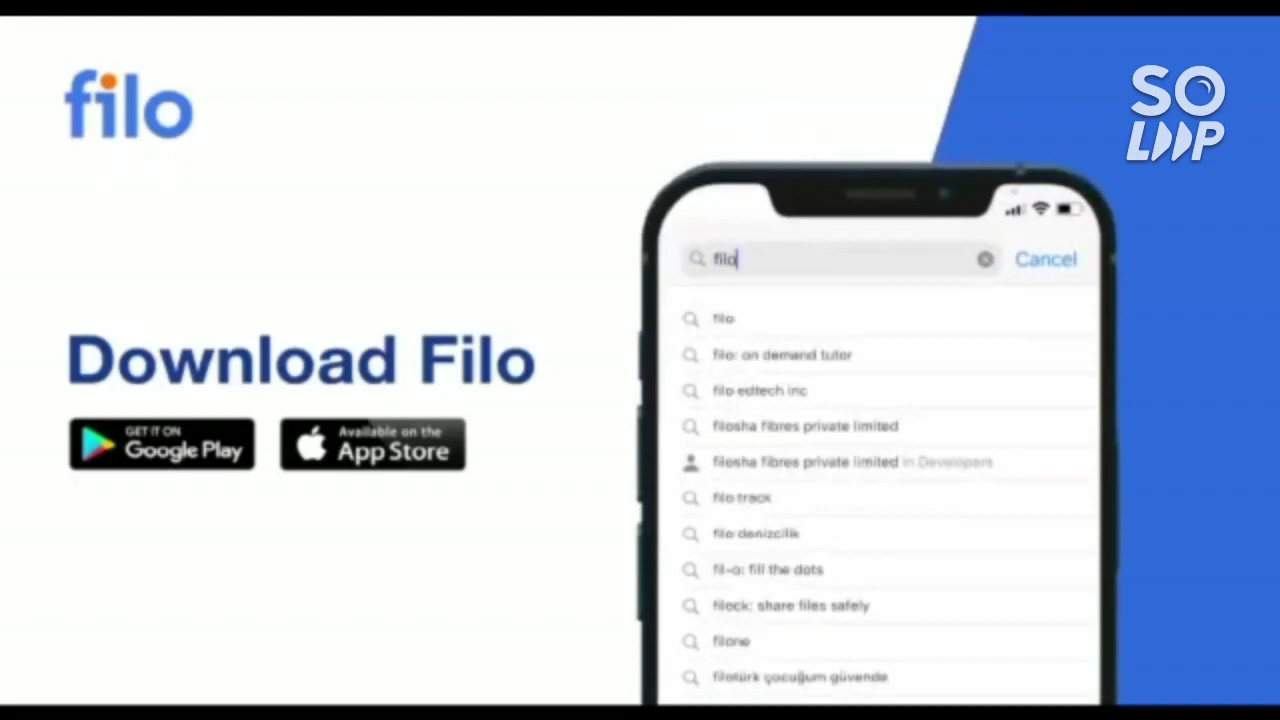 filo
SO
LOOP
filo
Cancel
filo
filo: on demand tutor
filo edtech inc
filosha fibres private limited
filosha fibres private limited in Developers
filo track
filo denizcilik
fil-o: fill the dots
filock: share files safely
filone
filotürk çocuğum güvende
Download Filo
GET IT ON
Google Play
Available on the
App Store